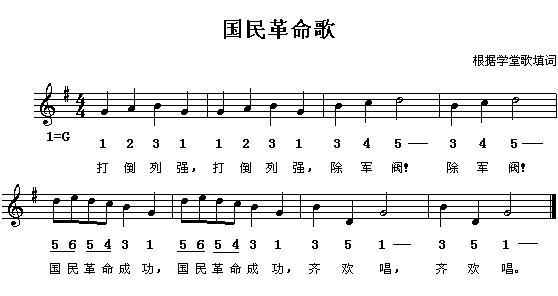 国民革命歌
根据学堂歌填词
4
4
1=G
1 2 3 1 1 2 3 1 3 4 5 — 3 4 5 —
打 倒 列 强，打 倒 列 强，除 军 阀！ 除 军 阀！
5 6 5 4 3 1 5 6 5 4 3 1 3 5 1 — 3 5 1 —
国 民 革 命 成 功，国 民 革 命 成 功，齐 欢 唱， 齐 欢 唱。